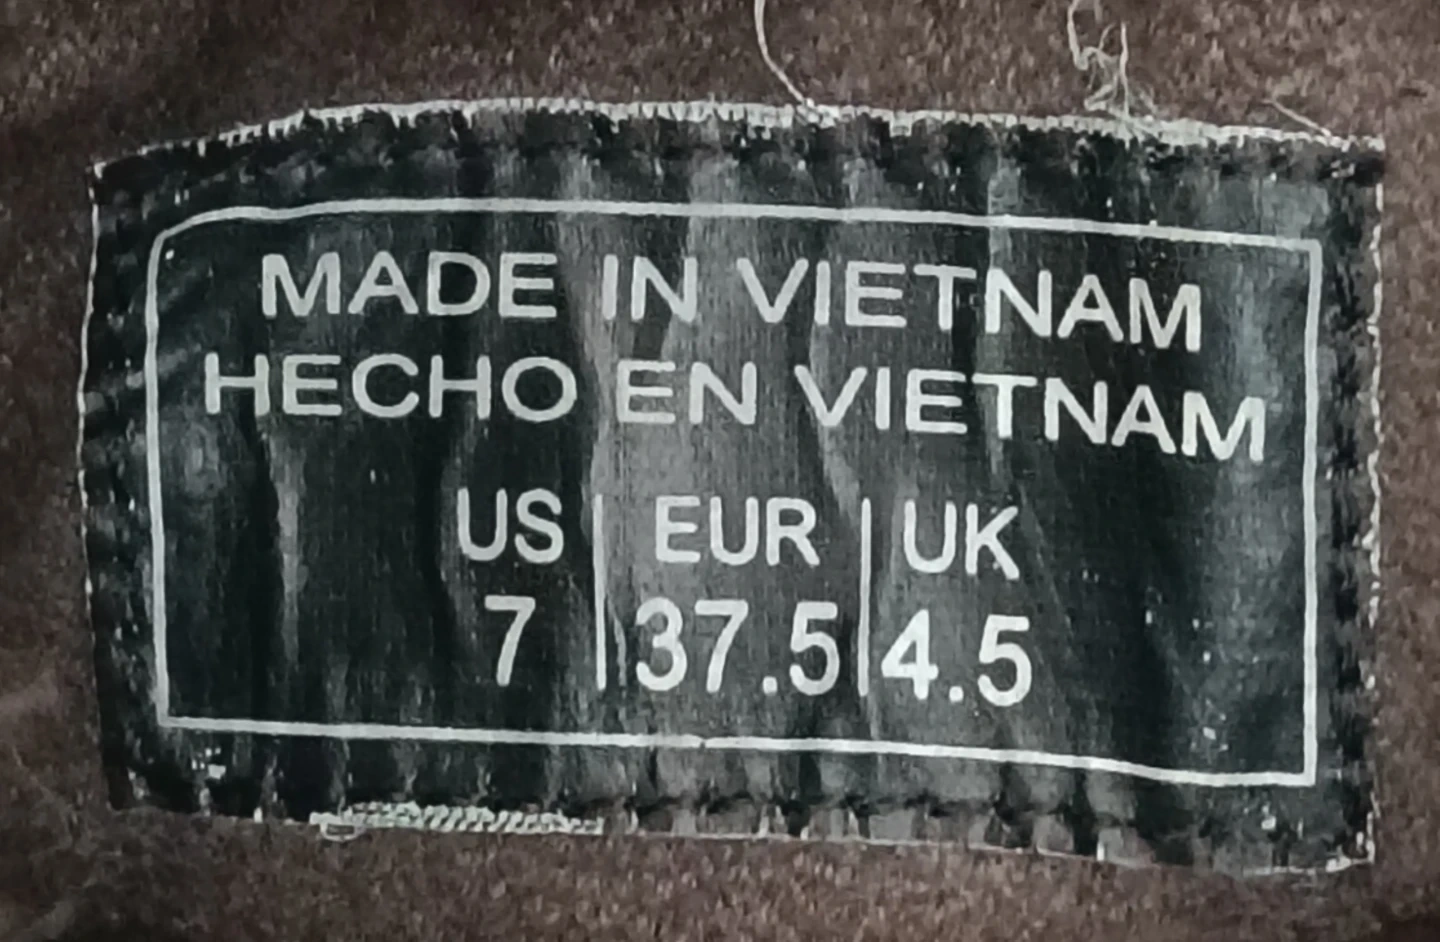 MADE IN VIETNAM
HECHO EN VIETNAM
US | EUR | UK
7 | 37.5 | 4.5